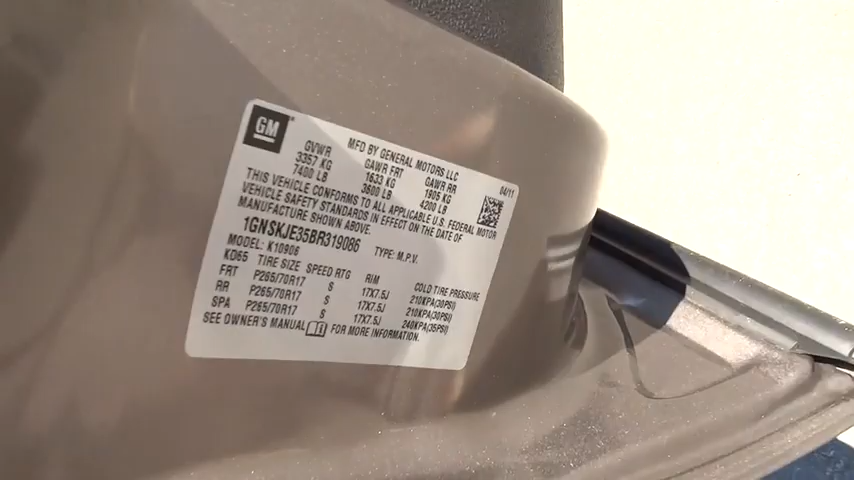 GM
MFD BY GENERAL MOTORS LLC
04/11
GVWR GAWR FRT GAWR RR
3357 KG 1633 KG 1905 KG
7400 LB 3600 LB 4200 LB
THIS VEHICLE CONFORMS TO ALL APPLICABLE U.S. FEDERAL MOTOR
VEHICLE SAFETY STANDARDS IN EFFECT ON THE DATE OF
MANUFACTURE SHOWN ABOVE.
1GNSKJE35BR319086 TYPE: M.P.V.
MODEL: K10906
KD65 TIRE SIZE SPEED RTG RIM COLD TIRE PRESSURE
FRT P265/70R17 S 17X7.5J 210KPA(30PSI)
RR P265/70R17 S 17X7.5J 210KPA(30PSI)
SPA P265/70R17 S 17X7.5J 240KPA(35PSI)
SEE OWNER'S MANUAL FOR MORE INFORMATION.